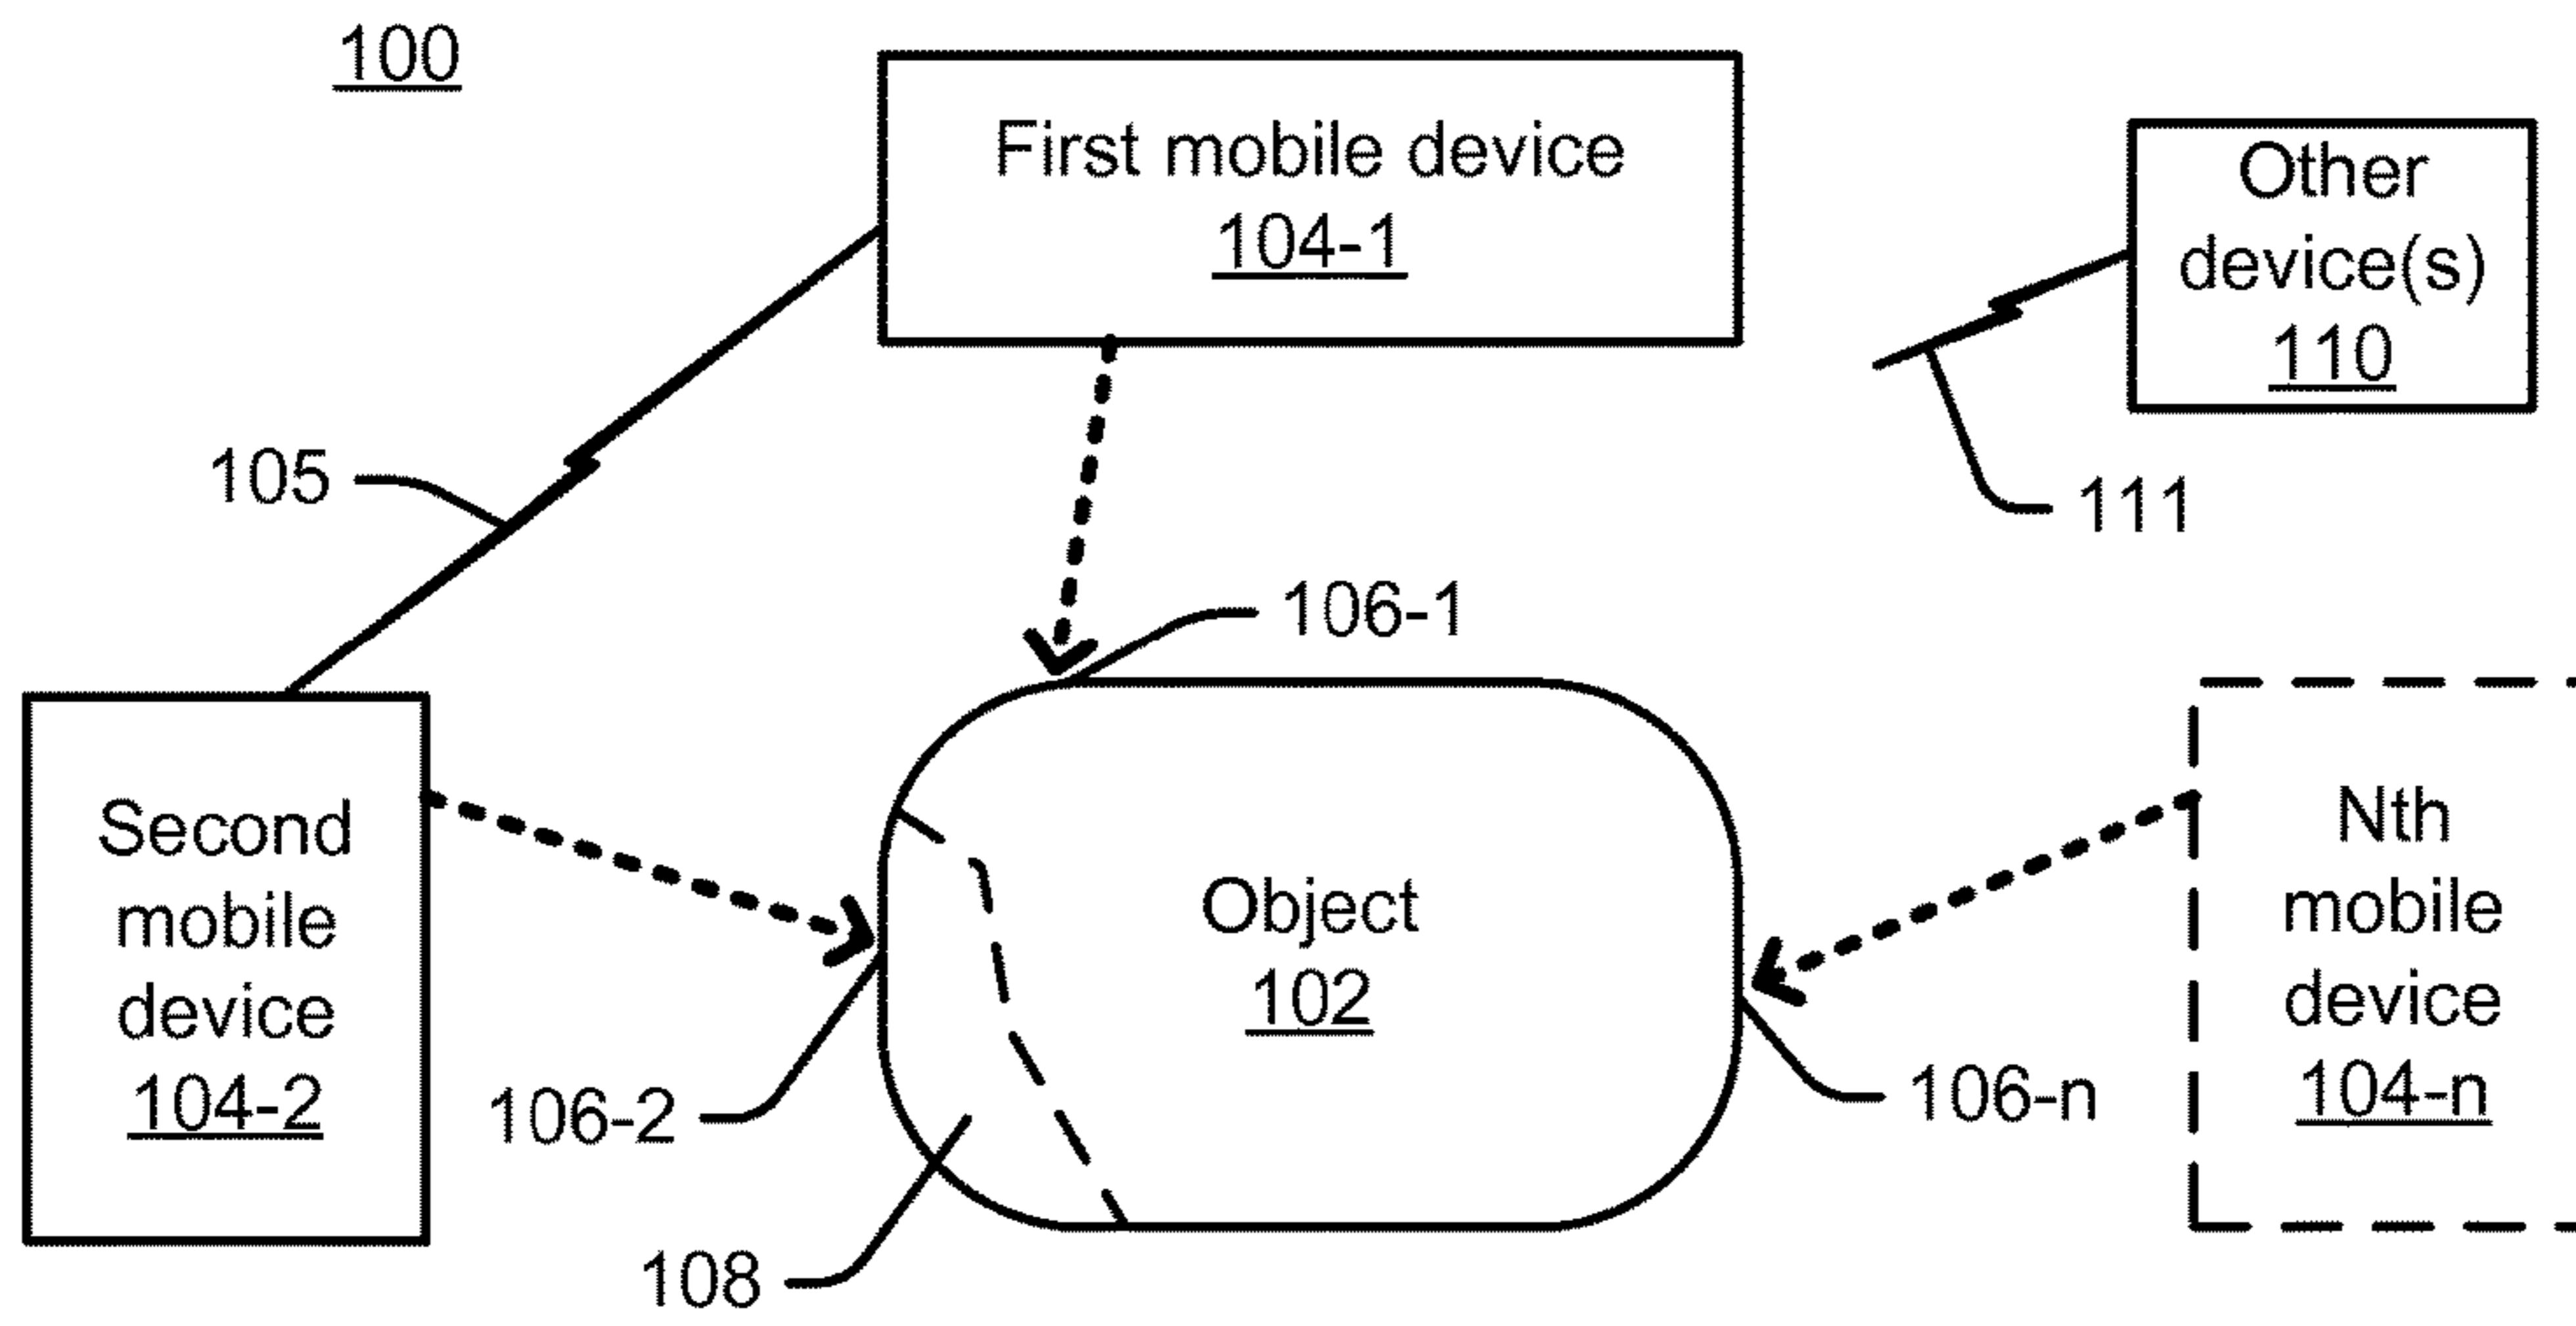 100
First mobile device
104-1
Other
device(s)
110
105
111
106-1
Second
mobile
device
104-2
Object
102
Nth
mobile
device
104-n
106-2
106-n
108